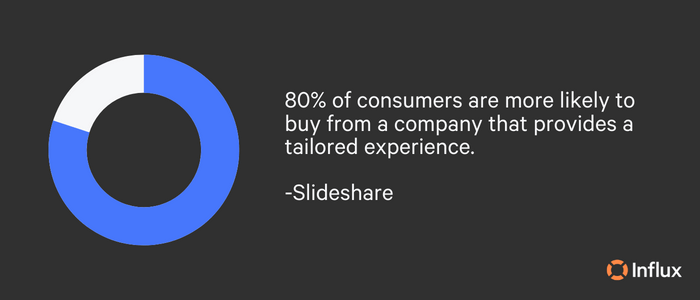 80% of consumers are more likely to
buy from a company that provides a
tailored experience.
-Slideshare
Influx